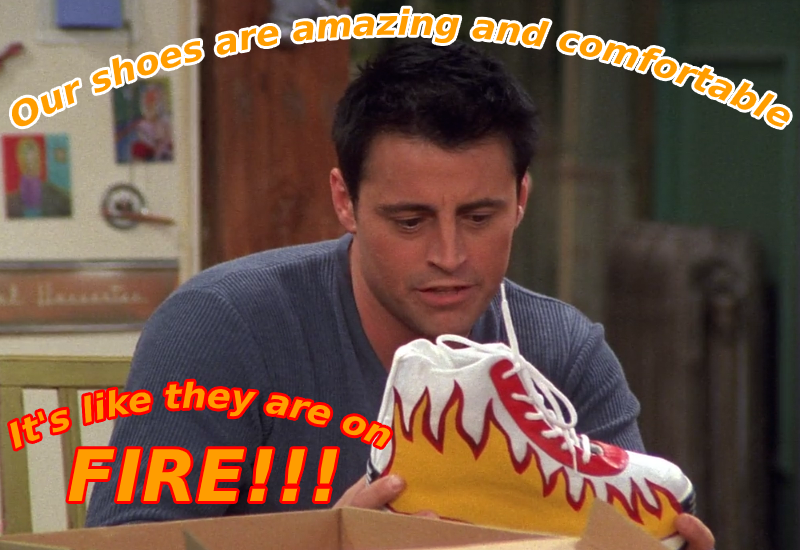 Our shoes are amazing and comfortable
It's like they are on
FIRE!!!